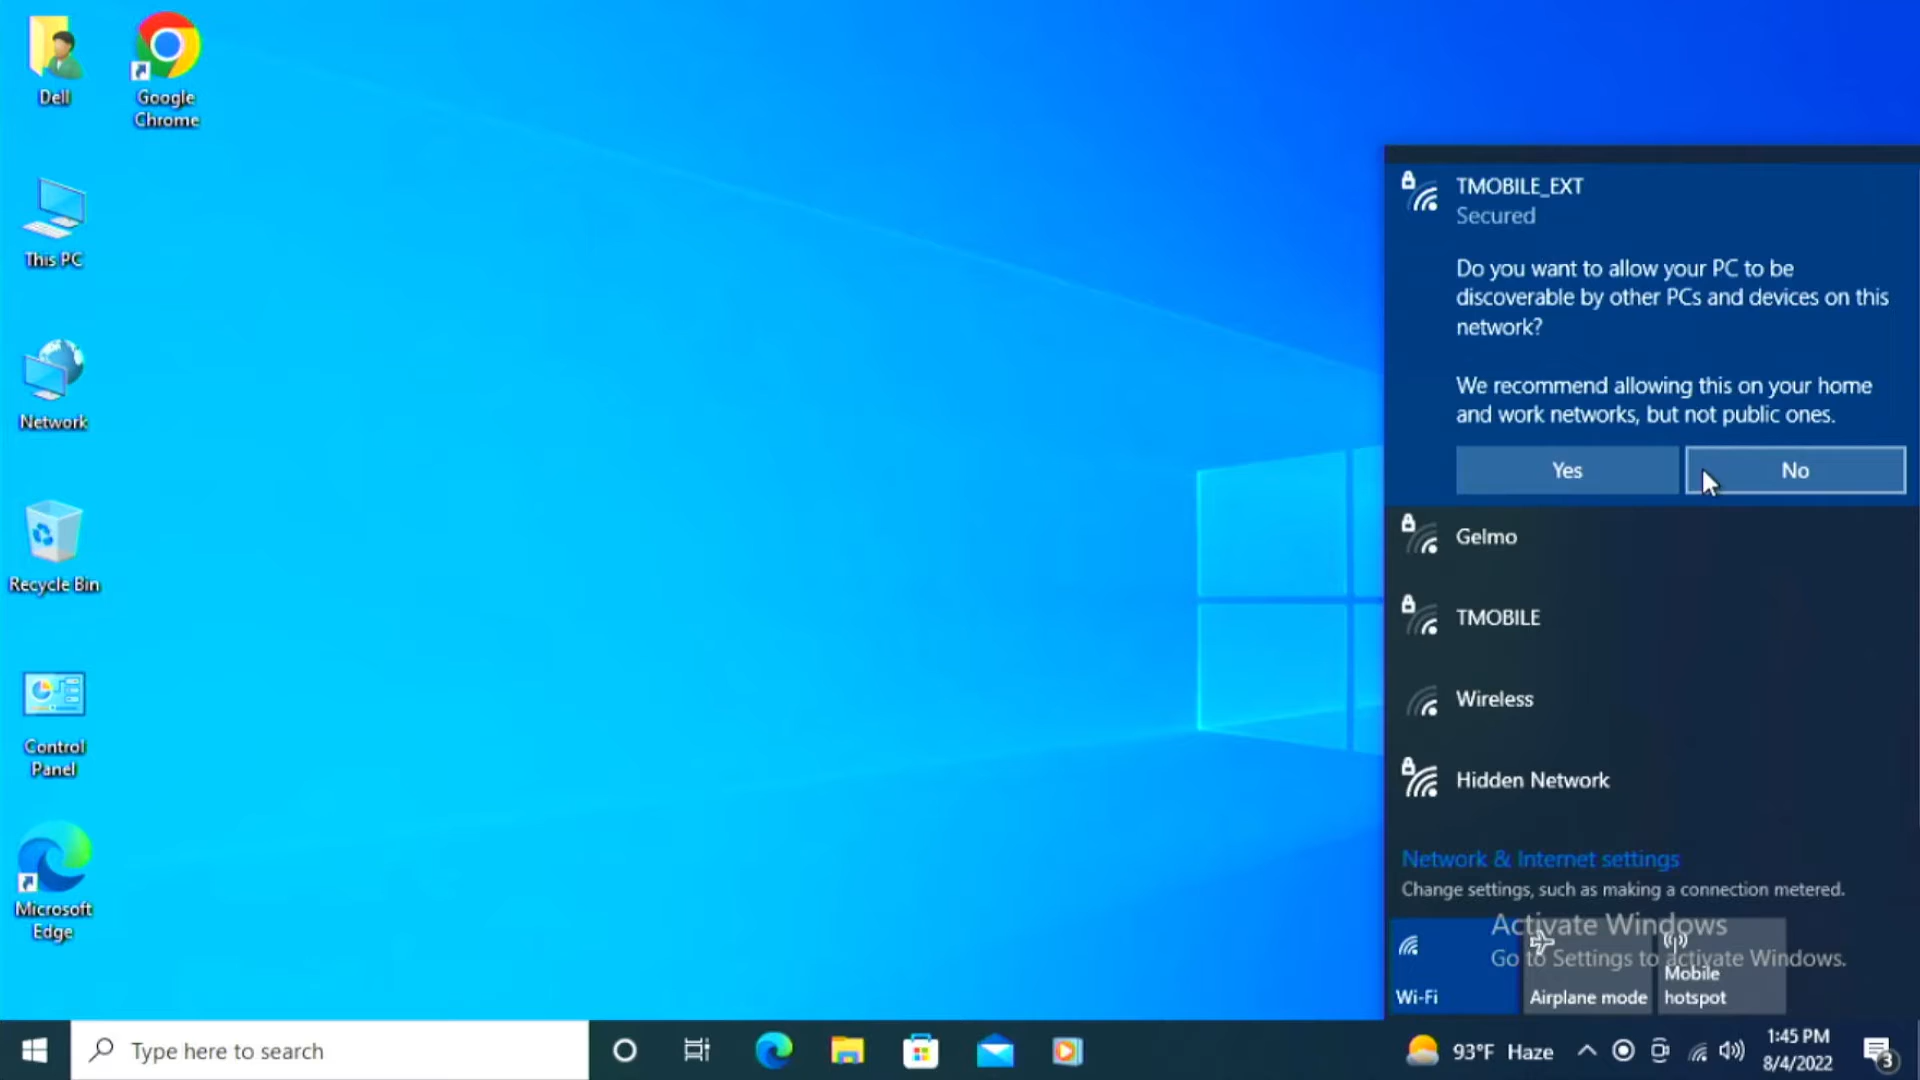 Dell
Google
Chrome
This PC
Network
Recycle Bin
Control
Panel
Microsoft
Edge
TMOBILE_EXT
Secured
Do you want to allow your PC to be
discoverable by other PCs and devices on this
network?
We recommend allowing this on your home
and work networks, but not public ones.
Yes
No
Gelmo
TMOBILE
Wireless
Hidden Network
Network & Internet settings
Change settings, such as making a connection metered.
Activate Windows
Go to Settings to activate Windows.
Wi-Fi
Airplane mode
Mobile
hotspot
Type here to search
93°F Haze
1:45 PM
8/4/2022
3